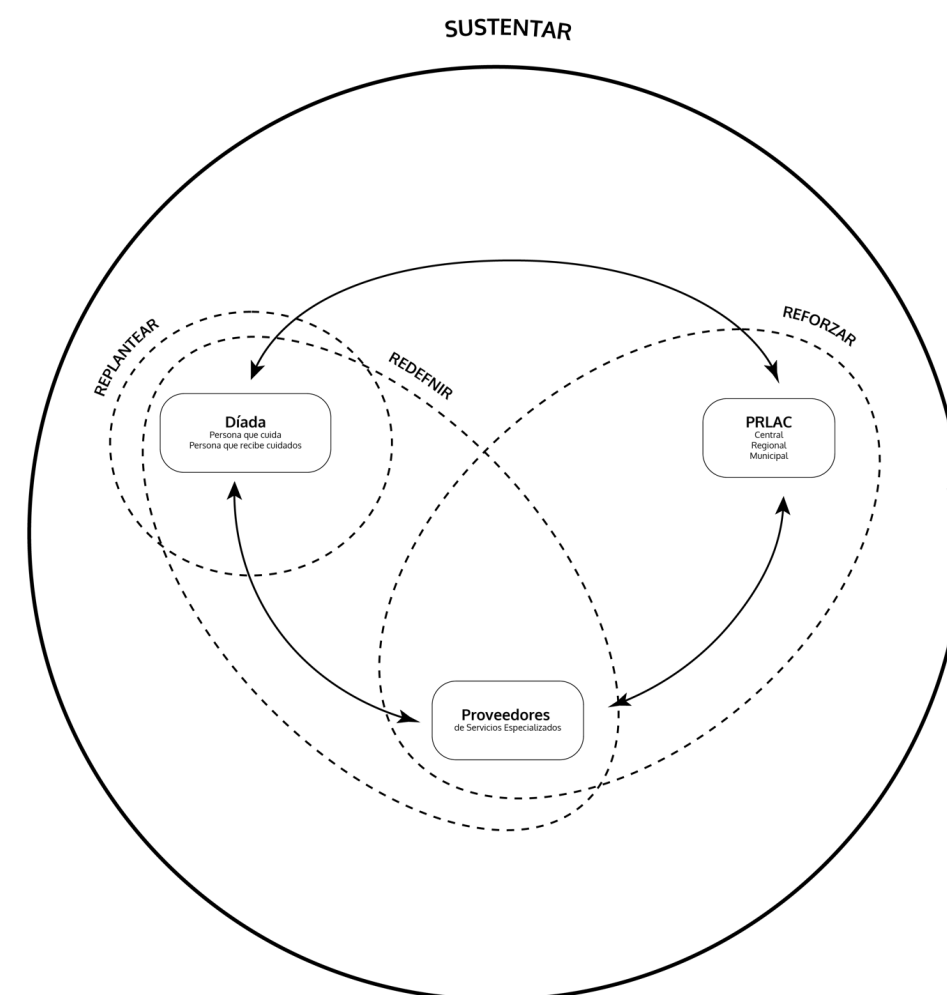 SUSTENTAR
REPLANTEAR
REDEFNIR
REFORZAR
Díada
Persona que cuida
Persona que recibe cuidados
PRLAC
Central
Regional
Municipal
Proveedores
de Servicios Especializados